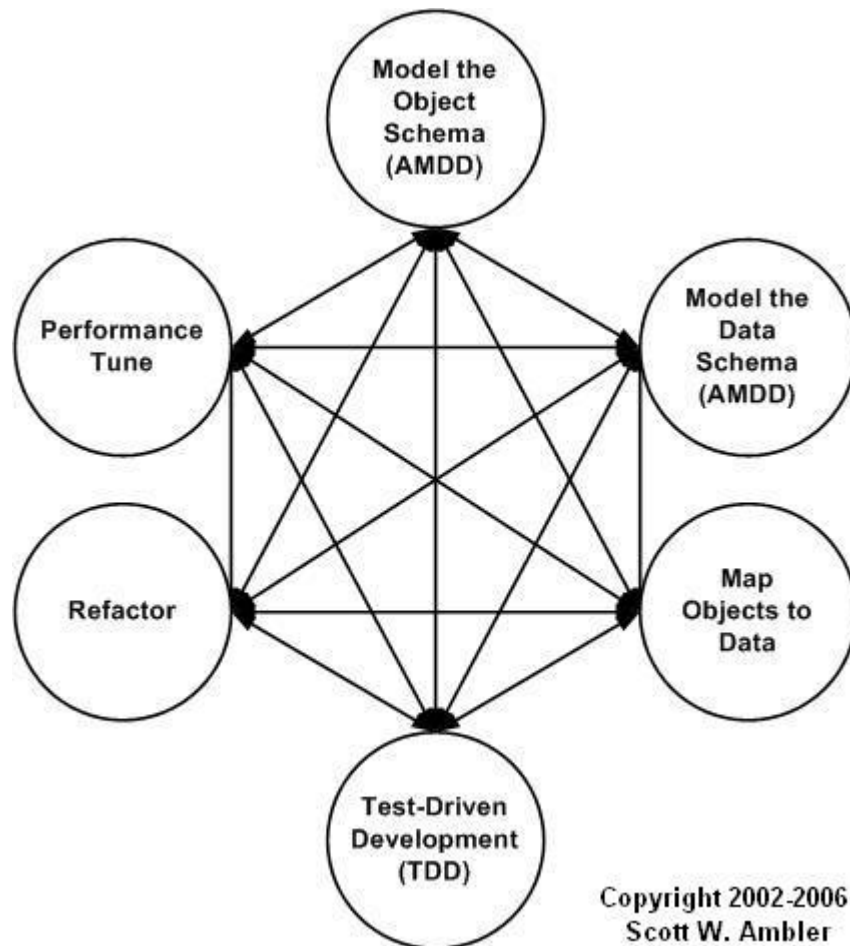 Model the
Object
Schema
(AMDD)
Performance
Tune
Model the
Data
Schema
(AMDD)
Refactor
Map
Objects to
Data
Test-Driven
Development
(TDD)
Copyright 2002-2006
Scott W. Ambler